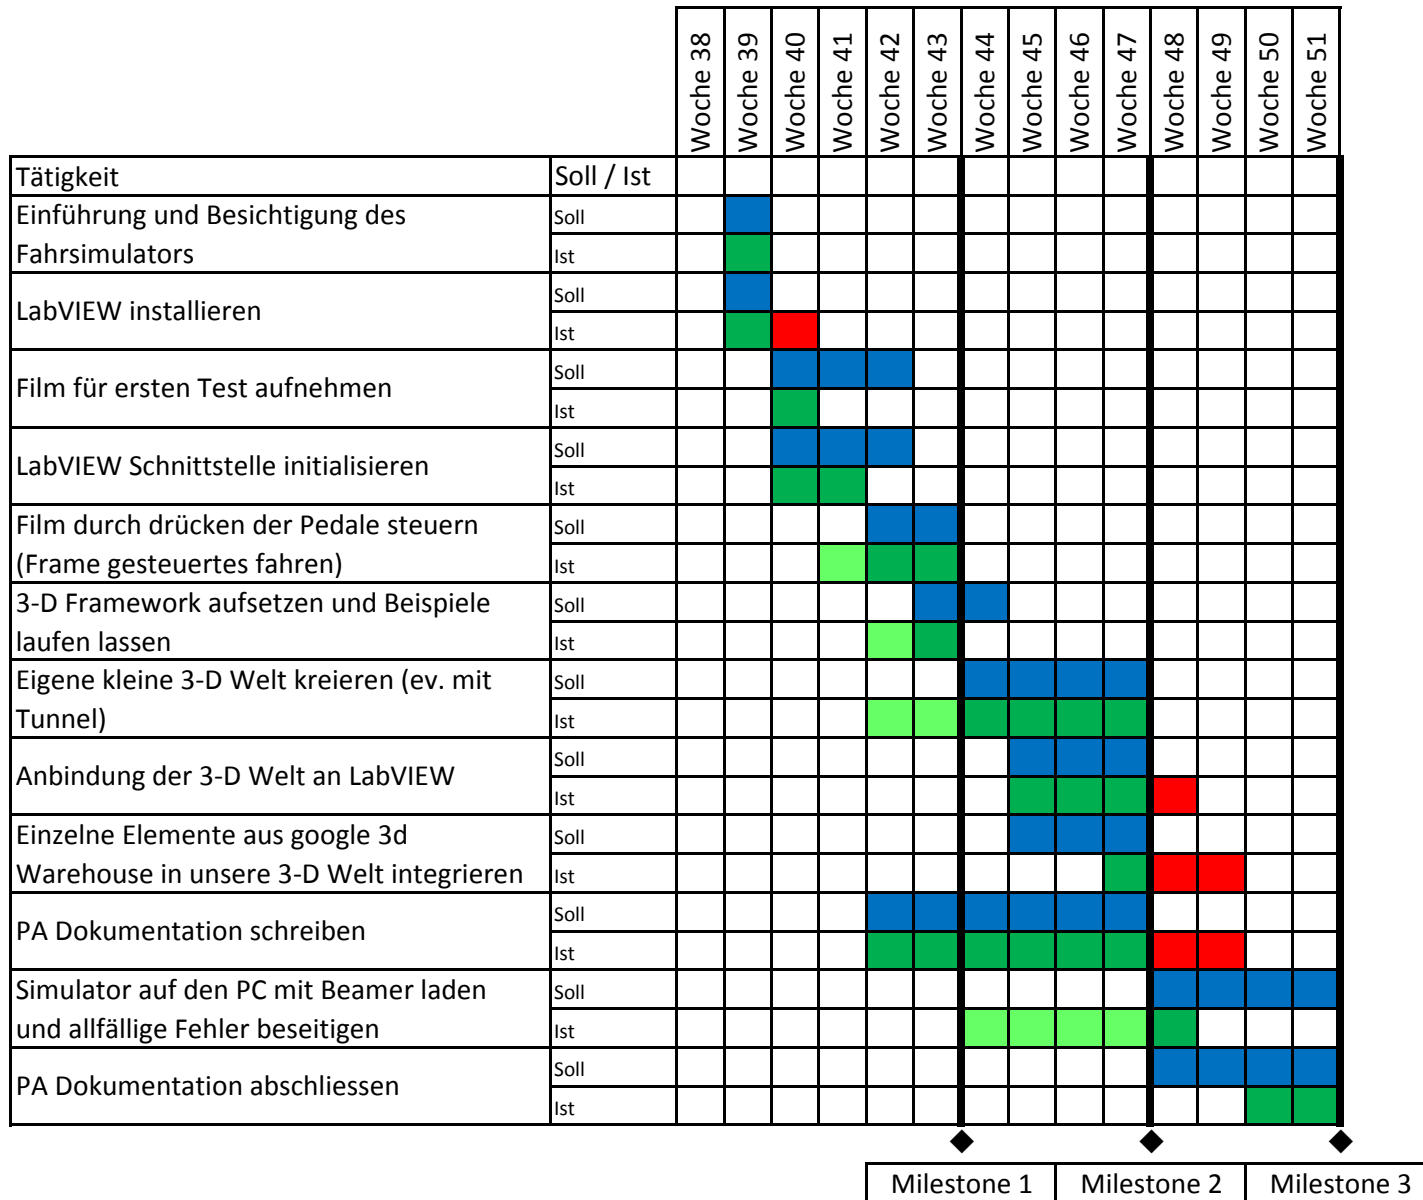 Woche 38
Woche 39
Woche 40
Woche 41
Woche 42
Woche 43
Woche 44
Woche 45
Woche 46
Woche 47
Woche 48
Woche 49
Woche 50
Woche 51
Tätigkeit Soll / Ist
Einführung und Besichtigung des
Fahrsimulators
Soll
Ist
LabVIEW installieren
Soll
Ist
Film für ersten Test aufnehmen
Soll
Ist
LabVIEW Schnittstelle initialisieren
Soll
Ist
Film durch drücken der Pedale steuern
(Frame gesteuertes fahren)
Soll
Ist
3-D Framework aufsetzen und Beispiele
laufen lassen
Soll
Ist
Eigene kleine 3-D Welt kreieren (ev. mit
Tunnel)
Soll
Ist
Anbindung der 3-D Welt an LabVIEW
Soll
Ist
Einzelne Elemente aus google 3d
Warehouse in unsere 3-D Welt integrieren
Soll
Ist
PA Dokumentation schreiben
Soll
Ist
Simulator auf den PC mit Beamer laden
und allfällige Fehler beseitigen
Soll
Ist
PA Dokumentation abschliessen
Soll
Ist
Milestone 1 Milestone 2 Milestone 3